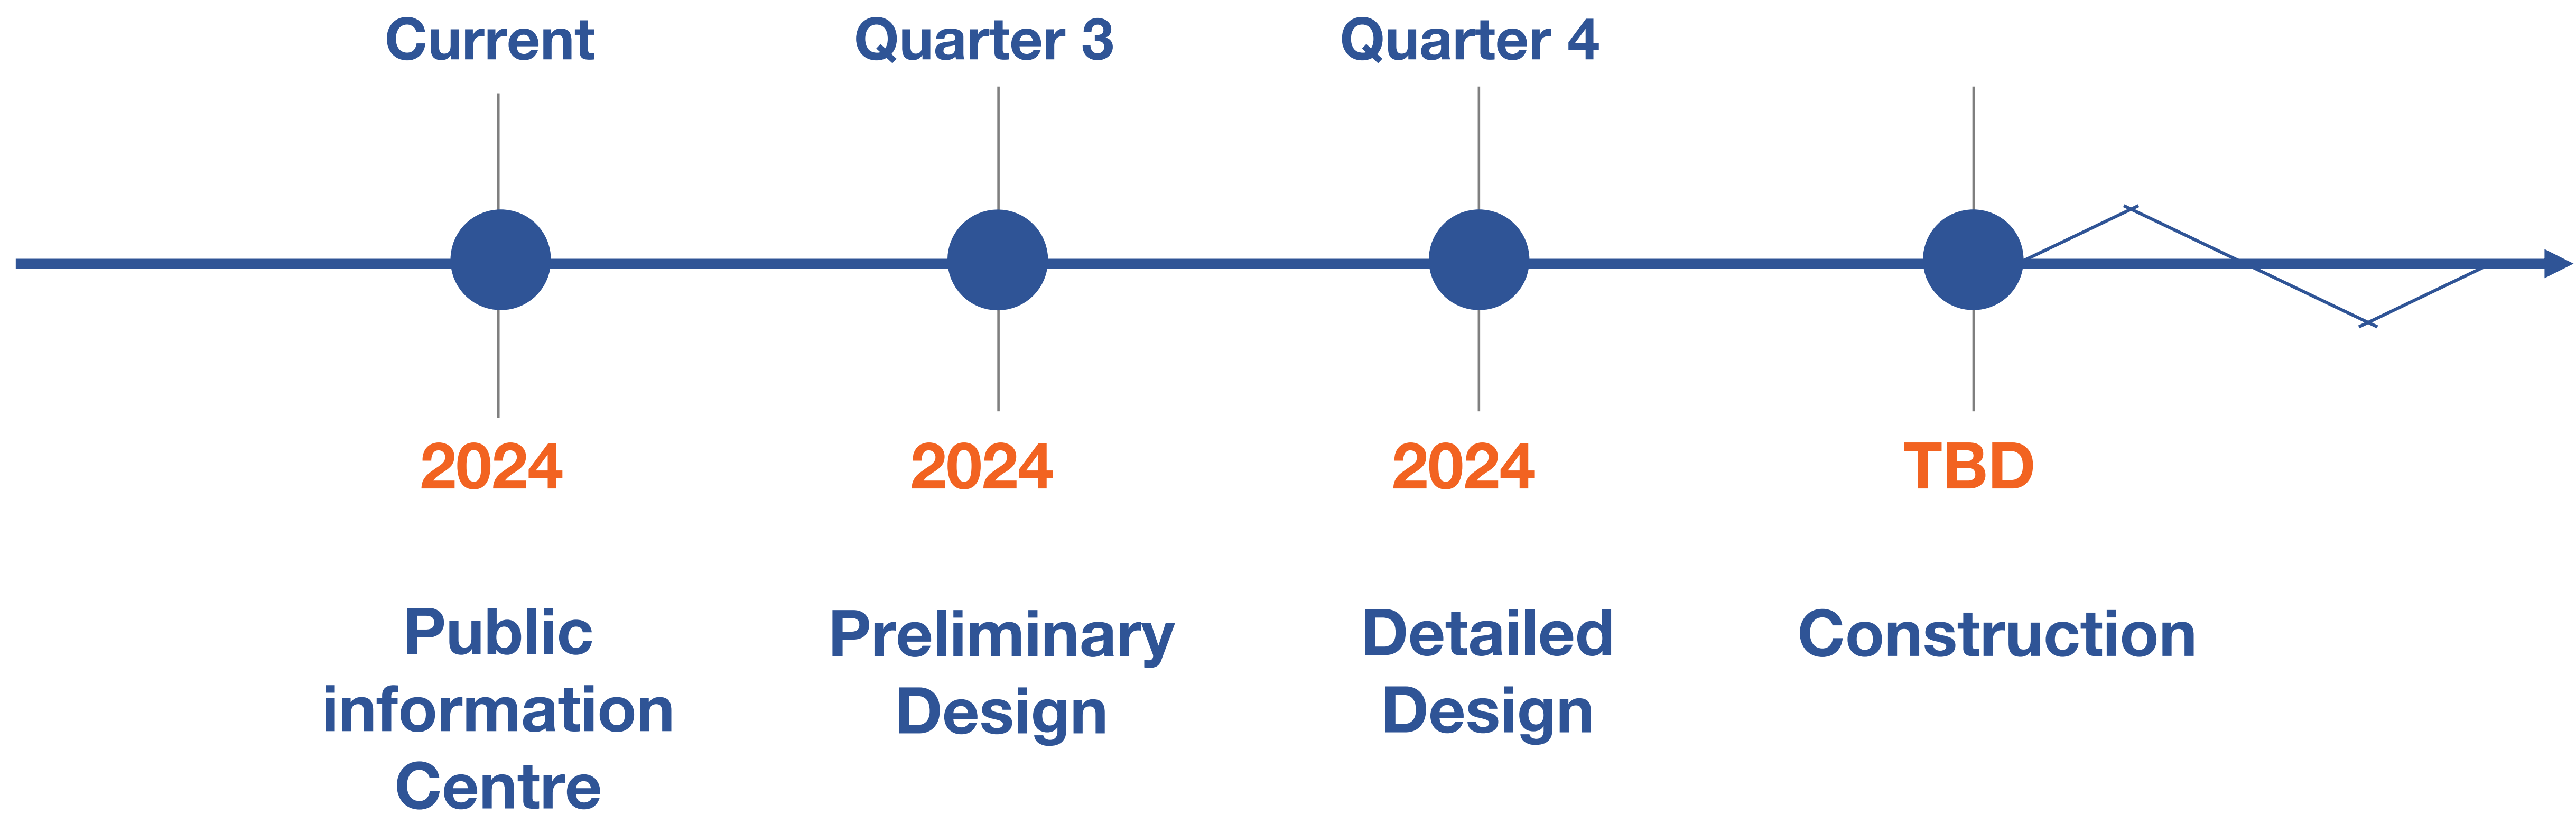 Current
Quarter 3
Quarter 4
2024
2024
2024
TBD
Public
information
Centre
Preliminary
Design
Detailed
Design
Construction